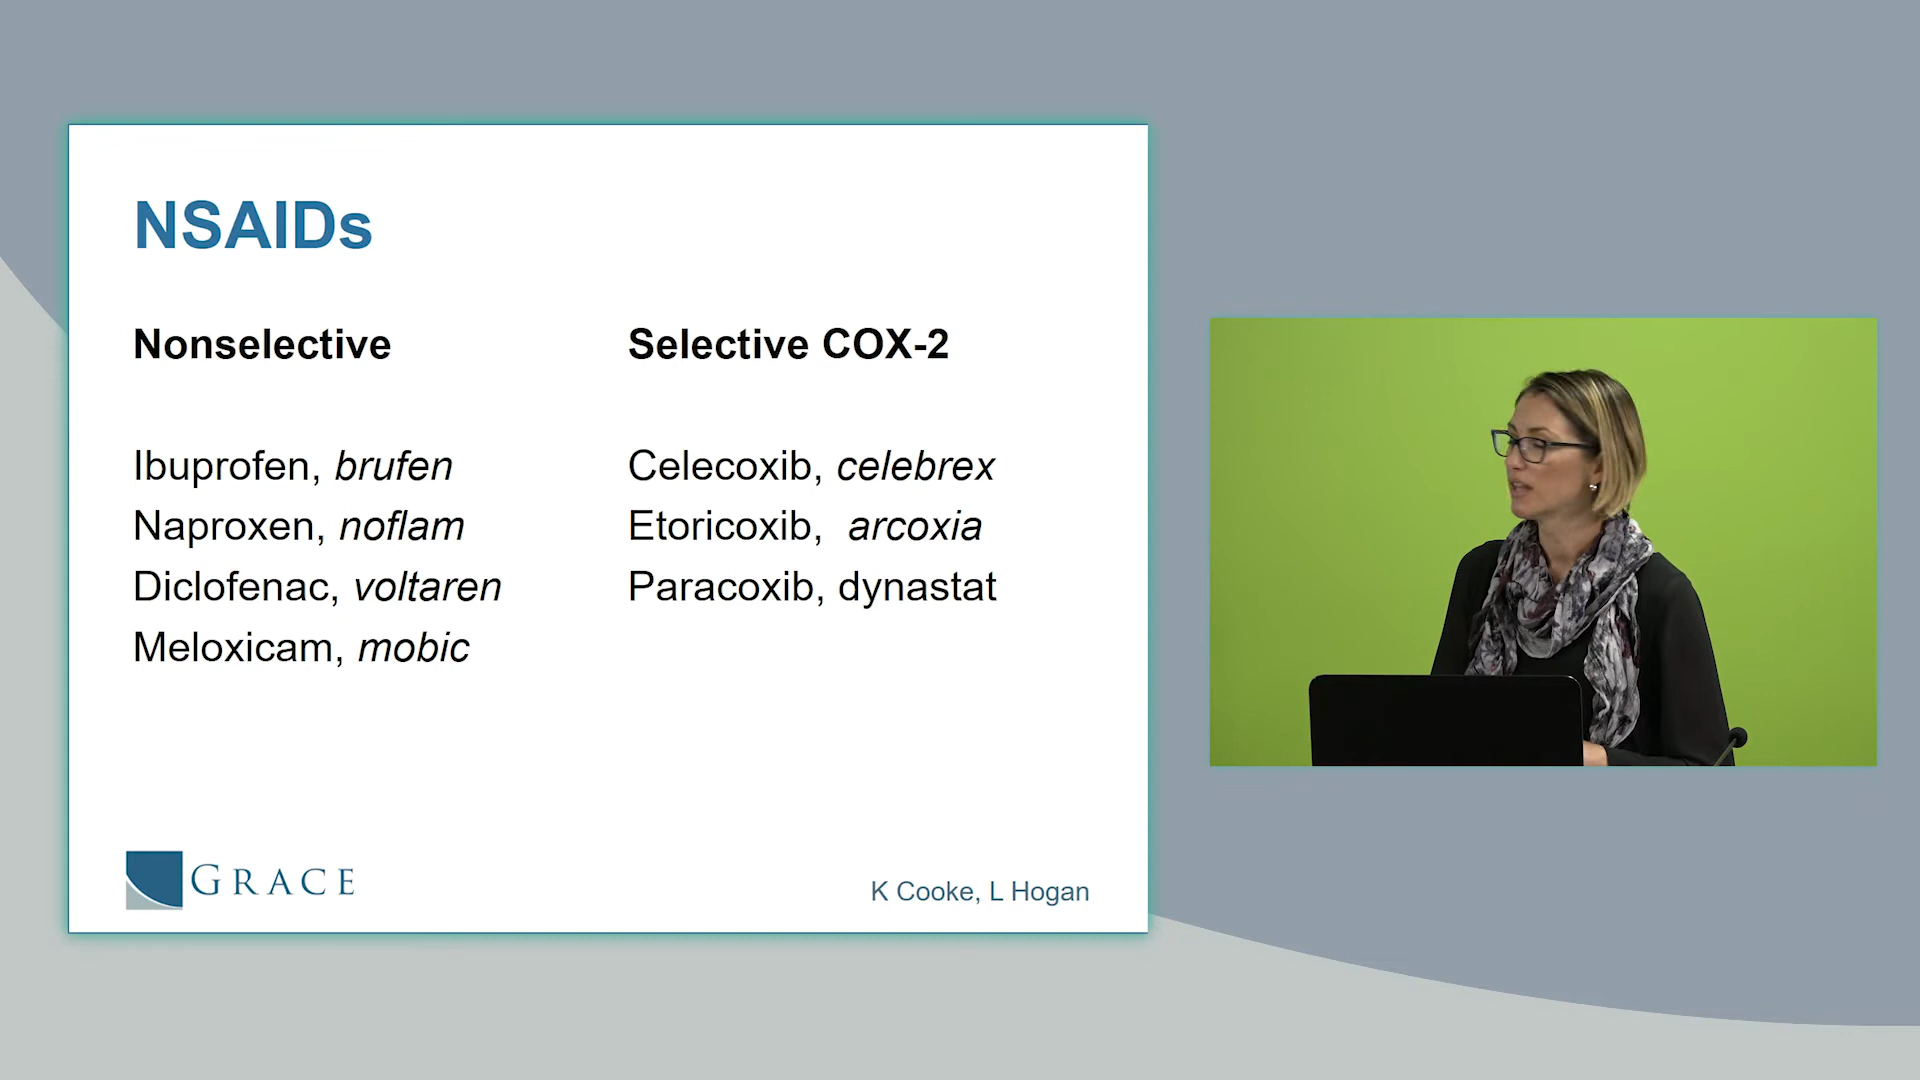 NSAIDs
Nonselective
Ibuprofen, brufen
Naproxen, noflam
Diclofenac, voltaren
Meloxicam, mobic
Selective COX-2
Celecoxib, celebrex
Etoricoxib, arcoxia
Paracoxib, dynastat
GRACE
K Cooke, L Hogan